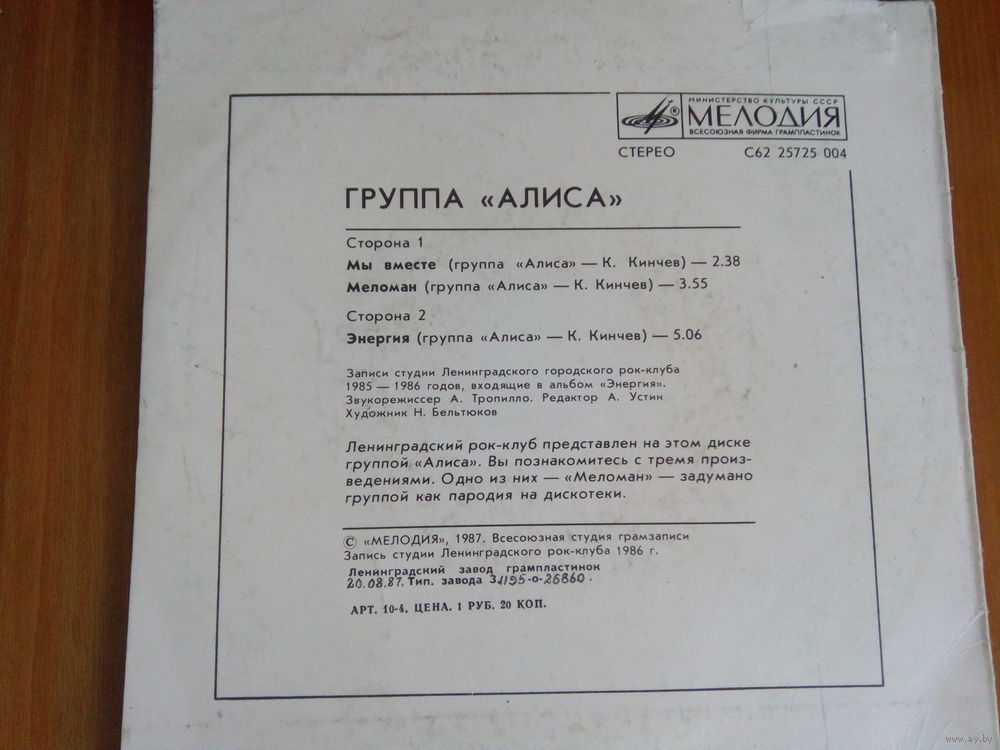 МИНИСТЕРСТВО КУЛЬТУРЫ СССР
МЕЛОДИЯ
®
ВСЕСОЮЗНАЯ ФИРМА ГРАМПЛАСТИНОК
СТЕРЕО С62 25725 004
ГРУППА «АЛИСА»
Сторона 1
Мы вместе (группа «Алиса» — К. Кинчев) — 2.38
Меломан (группа «Алиса» — К. Кинчев) — 3.55
Сторона 2
Энергия (группа «Алиса» — К. Кинчев) — 5.06
Записи студии Ленинградского городского рок-клуба
1985 — 1986 годов, входящие в альбом «Энергия».
Звукорежиссер А. Тропилло. Редактор А. Устин
Художник Н. Бельтюков
Ленинградский рок-клуб представлен на этом диске
группой «Алиса». Вы познакомитесь с тремя произ-
ведениями. Одно из них — «Меломан» — задумано
группой как пародия на дискотеки.
© «МЕЛОДИЯ», 1987. Всесоюзная студия грамзаписи
Запись студии Ленинградского рок-клуба 1986 г.
Ленинградский завод грампластинок
20.08.87. Тип. завода З.1195-о-26860.
АРТ. 10-4. ЦЕНА. 1 РУБ. 20 КОП.
www.ay.by